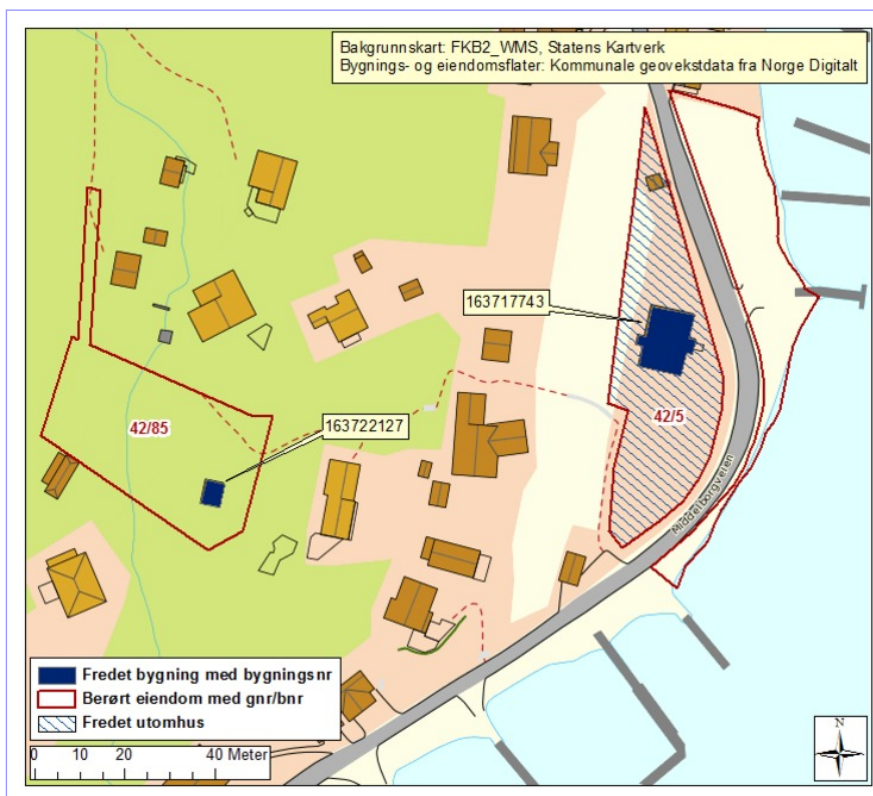 Bakgrunnskart: FKB2_WMS, Statens Kartverk
Bygnings- og eiendomsflater: Kommunale geovekstdata fra Norge Digitalt
163717743
42/5
42/85
163722127
Midderborgveien
Fredet bygning med bygningsnr
Berørt eiendom med gnr/bnr
Fredet utomhus
0 10 20 40 Meter
N